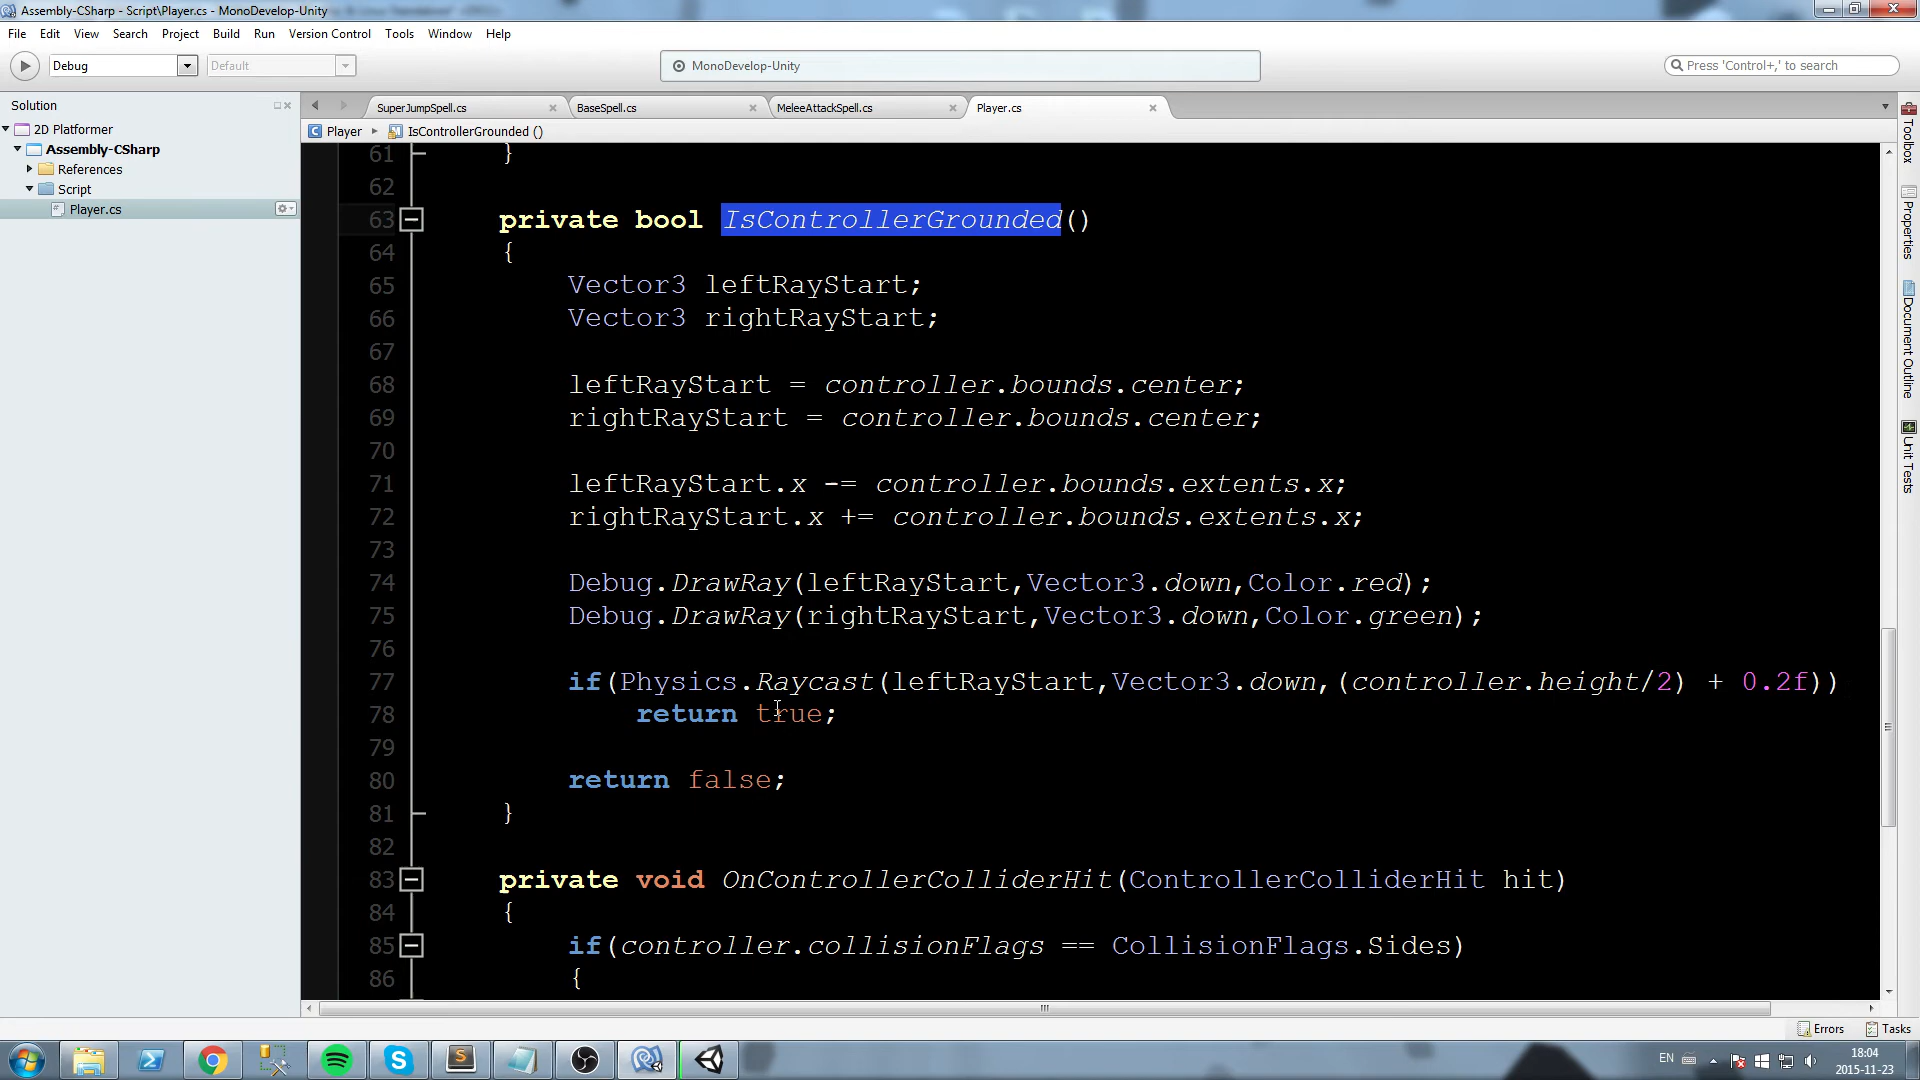 Assembly-CSharp - Script\Player.cs - MonoDevelop-Unity
File Edit View Search Project Build Run Version Control Tools Window Help
Debug Default MonoDevelop-Unity Press 'Control+,' to search
Solution
2D Platformer
Assembly-CSharp
References
Script
Player.cs
SuperJumpSpell.cs BaseSpell.cs MeleeAttackSpell.cs Player.cs
Player IsControllerGrounded ()
61 }
62
63 private bool IsControllerGrounded()
64 {
65 Vector3 leftRayStart;
66 Vector3 rightRayStart;
67
68 leftRayStart = controller.bounds.center;
69 rightRayStart = controller.bounds.center;
70
71 leftRayStart.x -= controller.bounds.extents.x;
72 rightRayStart.x += controller.bounds.extents.x;
73
74 Debug.DrawRay(leftRayStart,Vector3.down,Color.red);
75 Debug.DrawRay(rightRayStart,Vector3.down,Color.green);
76
77 if(Physics.Raycast(leftRayStart,Vector3.down,(controller.height/2) + 0.2f))
78 return true;
79
80 return false;
81 }
82
83 private void OnControllerColliderHit(ControllerColliderHit hit)
84 {
85 if(controller.collisionFlags == CollisionFlags.Sides)
86 {
Toolbox
Properties
Document Outline
Unit Tests
Errors Tasks
EN 18:04
2015-11-23